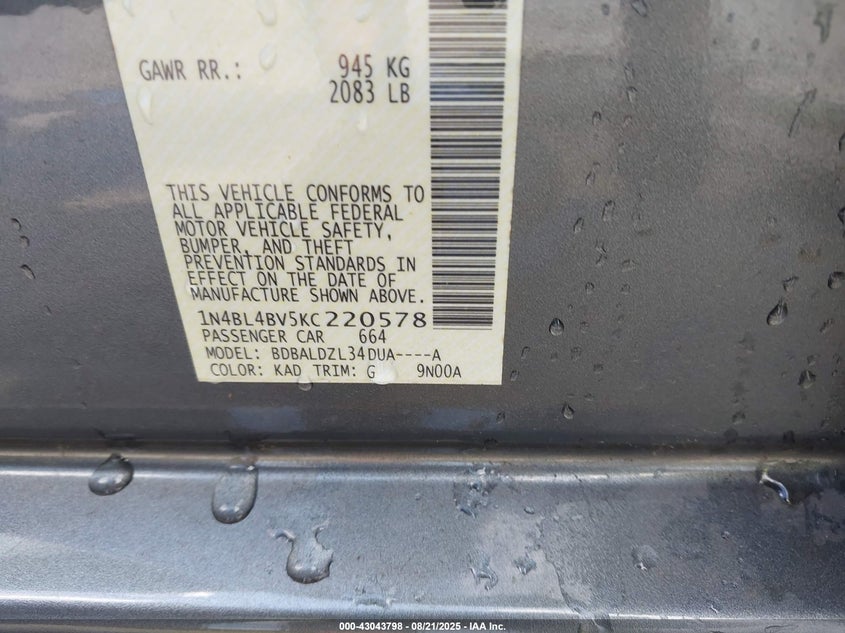 GAWR RR.: 945 KG
2083 LB
THIS VEHICLE CONFORMS TO
ALL APPLICABLE FEDERAL
MOTOR VEHICLE SAFETY,
BUMPER, AND THEFT
PREVENTION STANDARDS IN
EFFECT ON THE DATE OF
MANUFACTURE SHOWN ABOVE.
1N4BL4BV5KC220578
PASSENGER CAR 664
MODEL: BDBALDZL34DUA----A
COLOR: KAD TRIM: G 9N00A
000-43043798 - 08/21/2025 - IAA Inc.